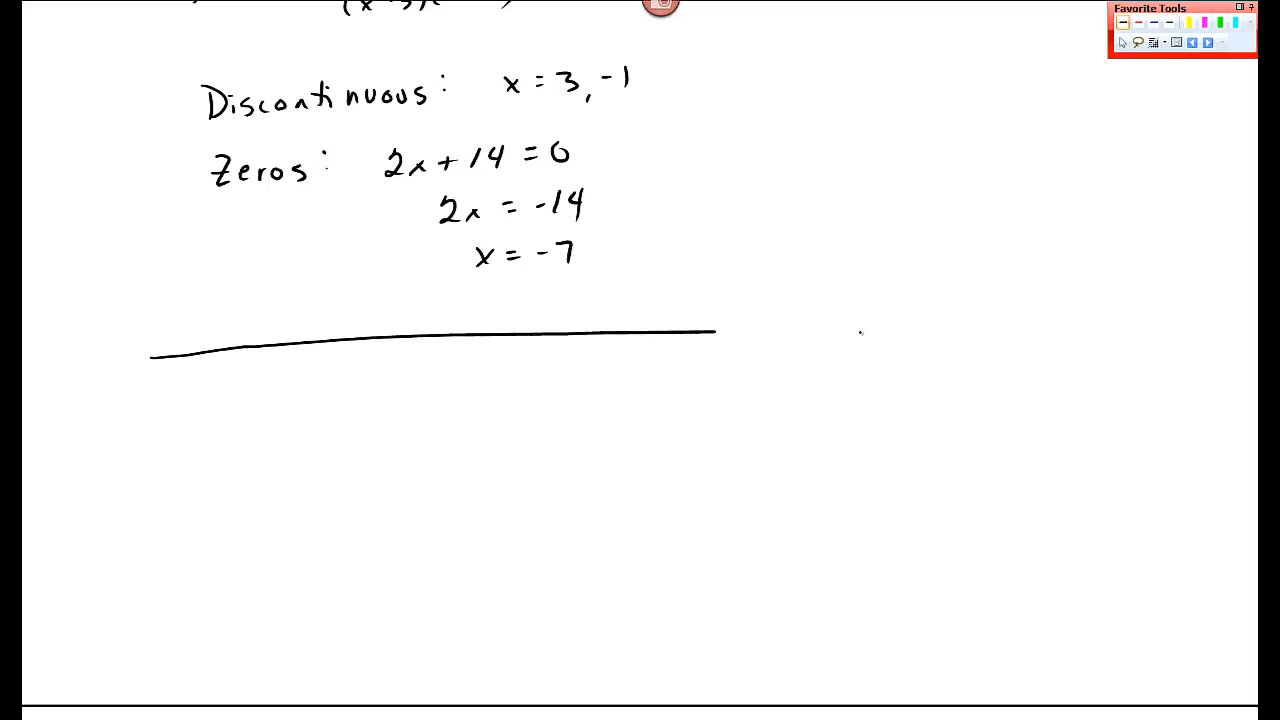 Favorite Tools
Discontinuous: x = 3, -1
Zeros: 2x + 14 = 0
2x = -14
x = -7